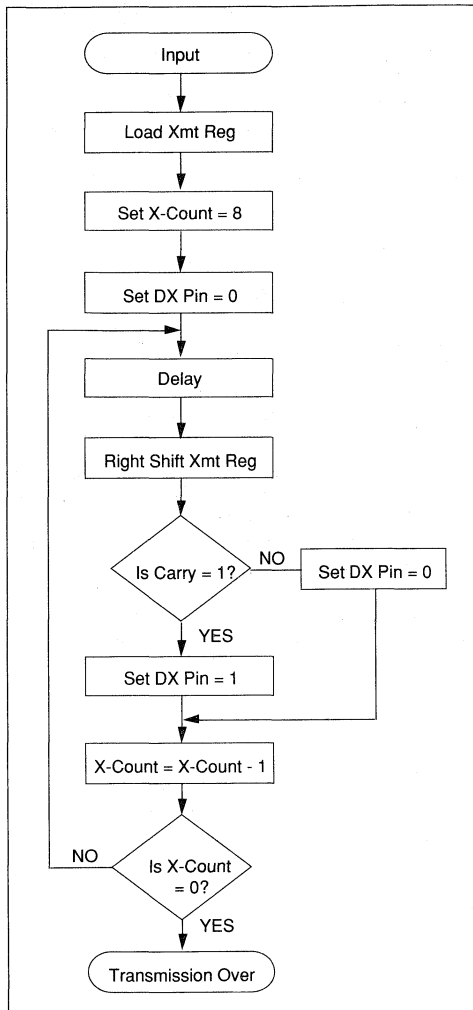 Input
Load Xmt Reg
Set X-Count = 8
Set DX Pin = 0
Delay
Right Shift Xmt Reg
Is Carry = 1?
NO
Set DX Pin = 0
YES
Set DX Pin = 1
X-Count = X-Count - 1
NO
Is X-Count
= 0?
YES
Transmission Over